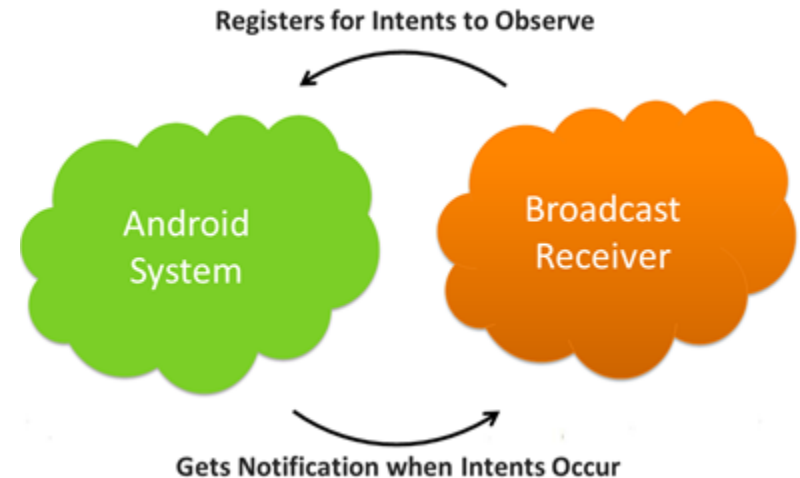 Registers for Intents to Observe
Android
System
Broadcast
Receiver
Gets Notification when Intents Occur